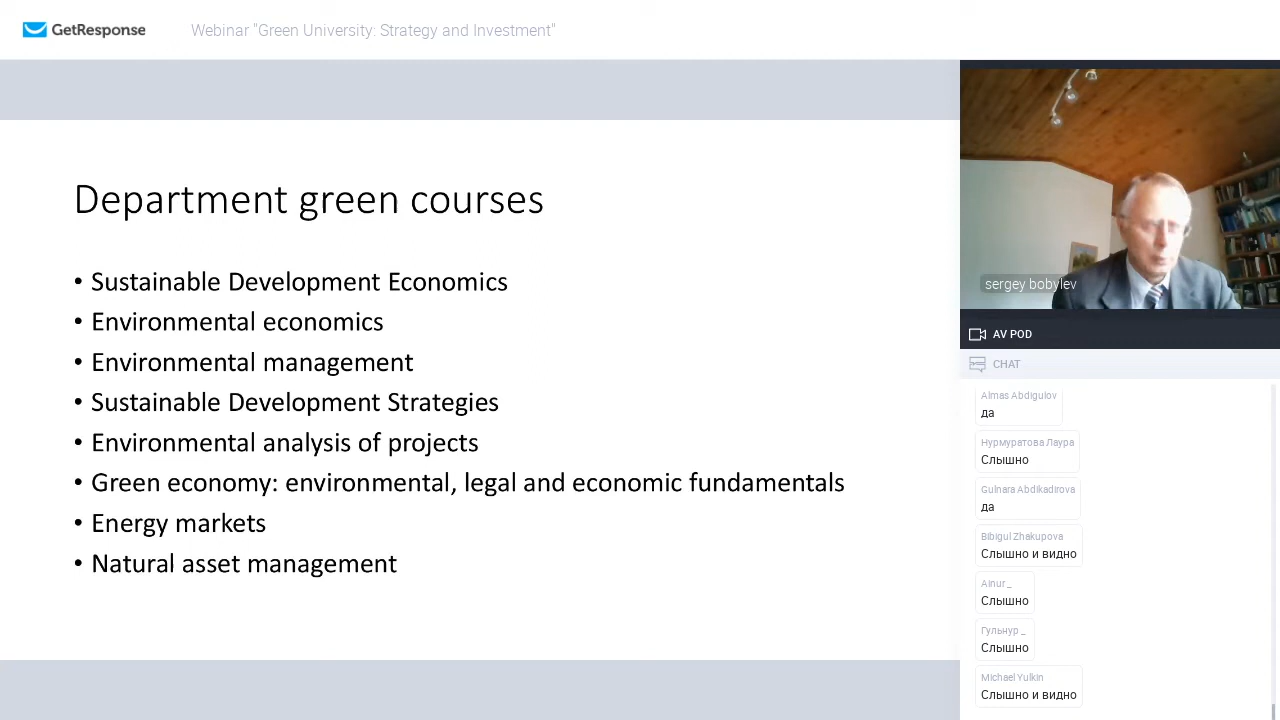 GetResponse
Webinar "Green University: Strategy and Investment"
Department green courses
• Sustainable Development Economics
• Environmental economics
• Environmental management
• Sustainable Development Strategies
• Environmental analysis of projects
• Green economy: environmental, legal and economic fundamentals
• Energy markets
• Natural asset management
sergey bobylev
AV POD
CHAT
Almas Abdigulov
да
Нурмуратова Лаура
Слышно
Gulnara Abdikadirova
да
Bibigul Zhakupova
Слышно и видно
Ainur _
Слышно
Гульнур _
Слышно
Michael Yulkin
Слышно и видно